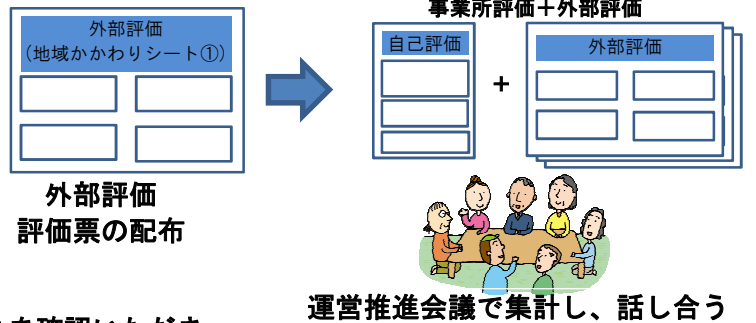 外部評価
(地域かかわりシート①)
外部評価
評価票の配布
事業所評価＋外部評価
自己評価
+
外部評価
運営推進会議で集計し、話し合う